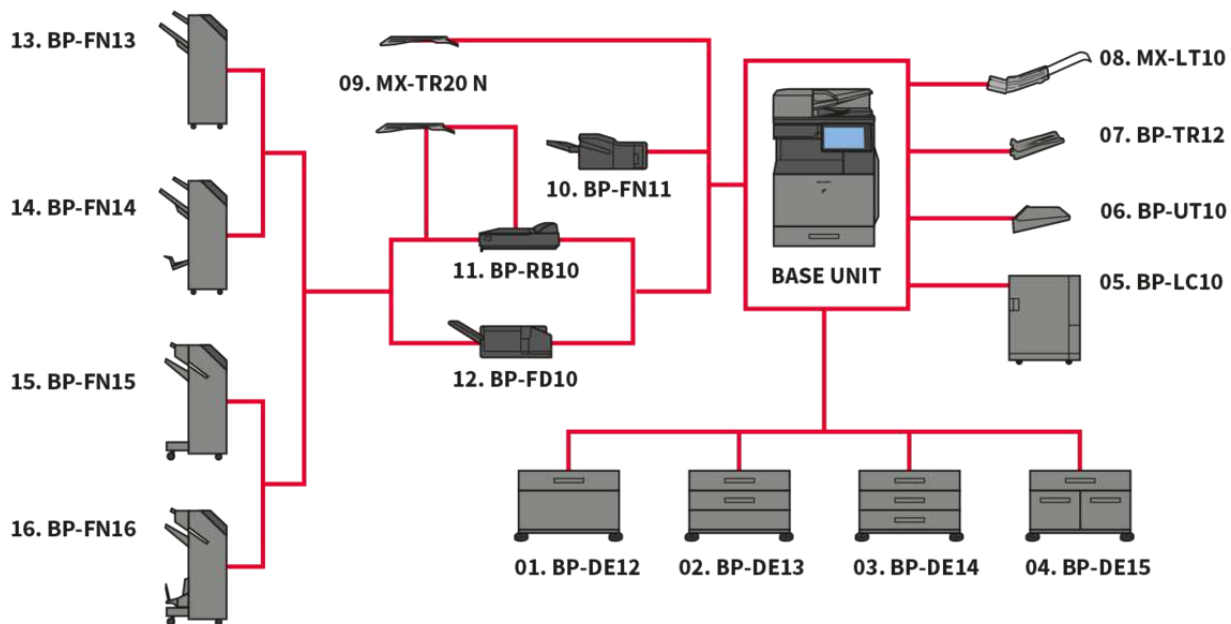 13. BP-FN13
09. MX-TR20 N
08. MX-LT10
07. BP-TR12
10. BP-FN11
14. BP-FN14
06. BP-UT10
11. BP-RB10
BASE UNIT
05. BP-LC10
12. BP-FD10
15. BP-FN15
16. BP-FN16
01. BP-DE12
02. BP-DE13
03. BP-DE14
04. BP-DE15